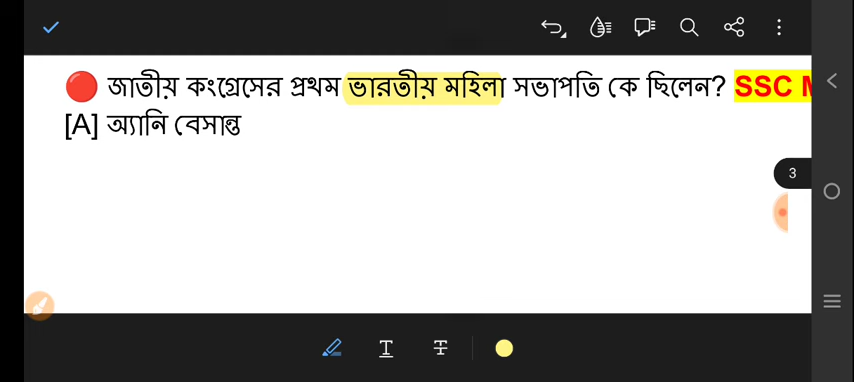 জাতীয় কংগ্রেসের প্রথম ভারতীয় মহিলা সভাপতি কে ছিলেন? SSC
[A] অ্যানি বেসান্ত
3